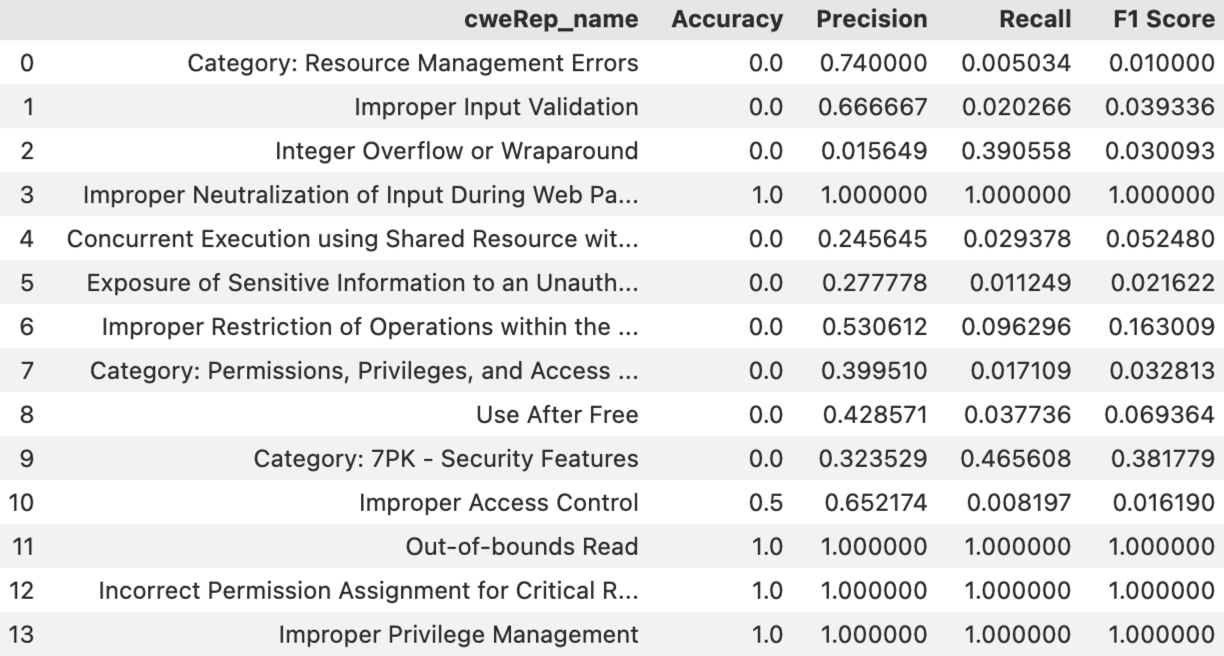 cweRep_name Accuracy Precision Recall F1 Score
0 Category: Resource Management Errors 0.0 0.740000 0.005034 0.010000
1 Improper Input Validation 0.0 0.666667 0.020266 0.039336
2 Integer Overflow or Wraparound 0.0 0.015649 0.390558 0.030093
3 Improper Neutralization of Input During Web Pa... 1.0 1.000000 1.000000 1.000000
4 Concurrent Execution using Shared Resource wit... 0.0 0.245645 0.029378 0.052480
5 Exposure of Sensitive Information to an Unauth... 0.0 0.277778 0.011249 0.021622
6 Improper Restriction of Operations within the ... 0.0 0.530612 0.096296 0.163009
7 Category: Permissions, Privileges, and Access ... 0.0 0.399510 0.017109 0.032813
8 Use After Free 0.0 0.428571 0.037736 0.069364
9 Category: 7PK - Security Features 0.0 0.323529 0.465608 0.381779
10 Improper Access Control 0.5 0.652174 0.008197 0.016190
11 Out-of-bounds Read 1.0 1.000000 1.000000 1.000000
12 Incorrect Permission Assignment for Critical R... 1.0 1.000000 1.000000 1.000000
13 Improper Privilege Management 1.0 1.000000 1.000000 1.000000